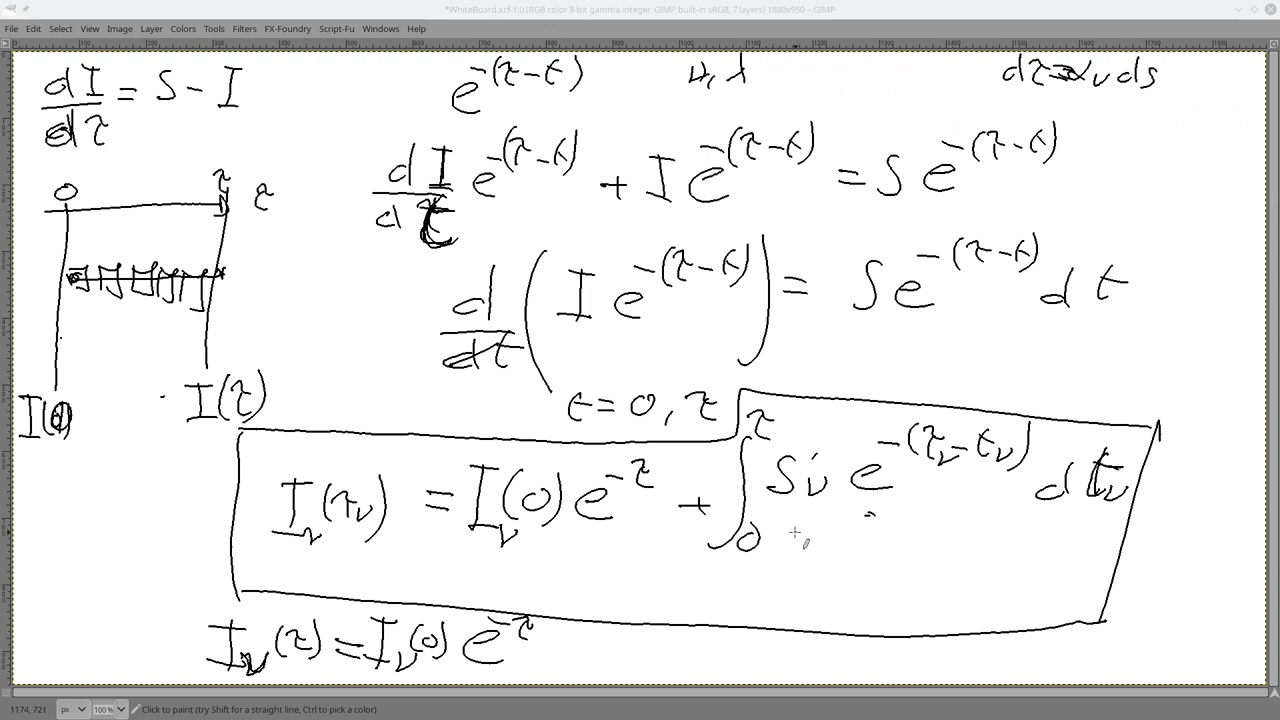 *WhiteBoard.xcf-1.0 (RGB color 8-bit gamma integer, GIMP built-in sRGB, 7 layers) 1880x950 – GIMP
File Edit Select View Image Layer Colors Tools Filters FX-Foundry Script-Fu Windows Help
dI/dτ = S - I
e^-(τ-t)
ν, λ
dτ=α_ν ds
dI/dt e^-(τ-t) + I e^-(τ-t) = S e^-(τ-t)
0 τ τ
d/dt (I e^-(τ-t)) = S e^-(τ-t) dt
I(0) I(τ)
t = 0, τ
I_ν(τ_ν) = I_ν(0) e^-τ + ∫_0^τ S_ν e^-(τ_ν-t_ν) dt_ν
I_ν(τ) = I_ν(0) e^-τ
1174, 721 px 100% Click to paint (try Shift for a straight line, Ctrl to pick a color)